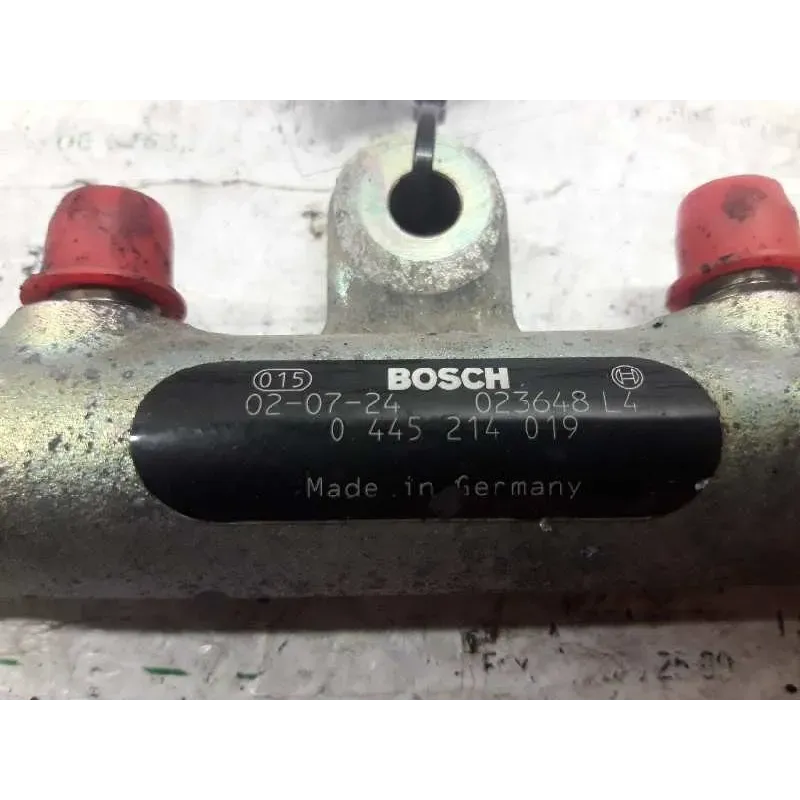 015 BOSCH
02-07-24 023648 L4
0 445 214 019
Made in Germany